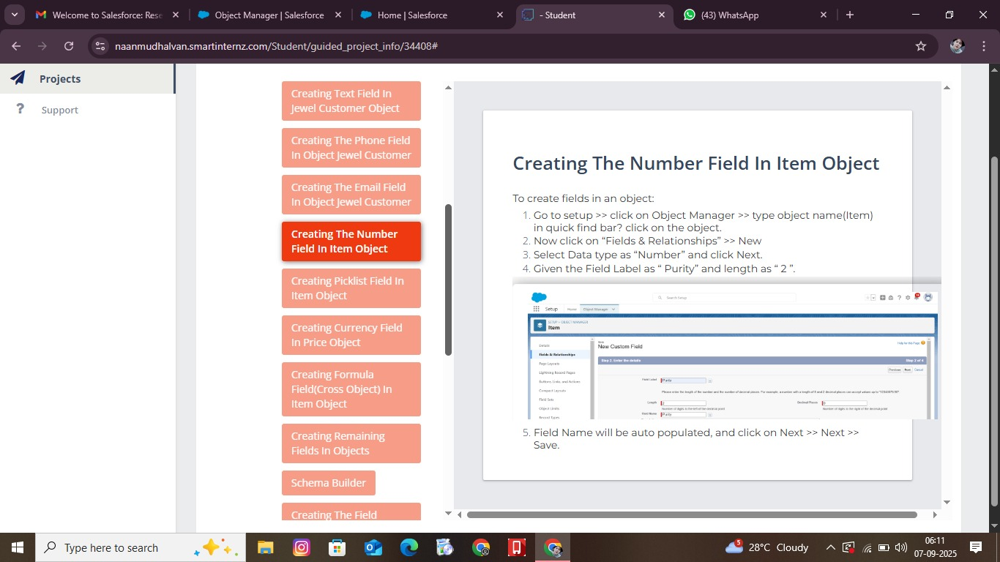 Welcome to Salesforce: Rese
Object Manager | Salesforce
Home | Salesforce
- Student
(43) WhatsApp
naanmudhalvan.smartinternz.com/Student/guided_project_info/34408#
Projects
? Support
Creating Text Field In
Jewel Customer Object
Creating The Phone Field
In Object Jewel Customer
Creating The Email Field
In Object Jewel Customer
Creating The Number
Field In Item Object
Creating Picklist Field In
Item Object
Creating Currency Field
In Price Object
Creating Formula
Field(Cross Object) In
Item Object
Creating Remaining
Fields In Objects
Schema Builder
Creating The Field
Creating The Number Field In Item Object
To create fields in an object:
1. Go to setup >> click on Object Manager >> type object name(Item)
in quick find bar? click on the object.
2. Now click on “Fields & Relationships” >> New
3. Select Data type as “Number” and click Next.
4. Given the Field Label as “ Purity” and length as “ 2 ”.
Search Setup
Setup Home Object Manager
SETUP > OBJECT MANAGER
Item
Details
Fields & Relationships
Page Layouts
Lightning Record Pages
Buttons, Links, and Actions
Compact Layouts
Field Sets
Object Limits
Record Types
Item
New Custom Field
Help for this Page
Step 2. Enter the details Step 2 of 4
Previous Next Cancel
Field Label Purity
Please enter the length of the number and the number of decimal places. For example, a number with a length of 8 and 2 decimal places can accept values up to "12345678.90".
Length 2 Decimal Places 0
Number of digits to the left of the decimal point Number of digits to the right of the decimal point
Field Name Purity
5. Field Name will be auto populated, and click on Next >> Next >>
Save.
Type here to search
5
28°C Cloudy
06:11
07-09-2025